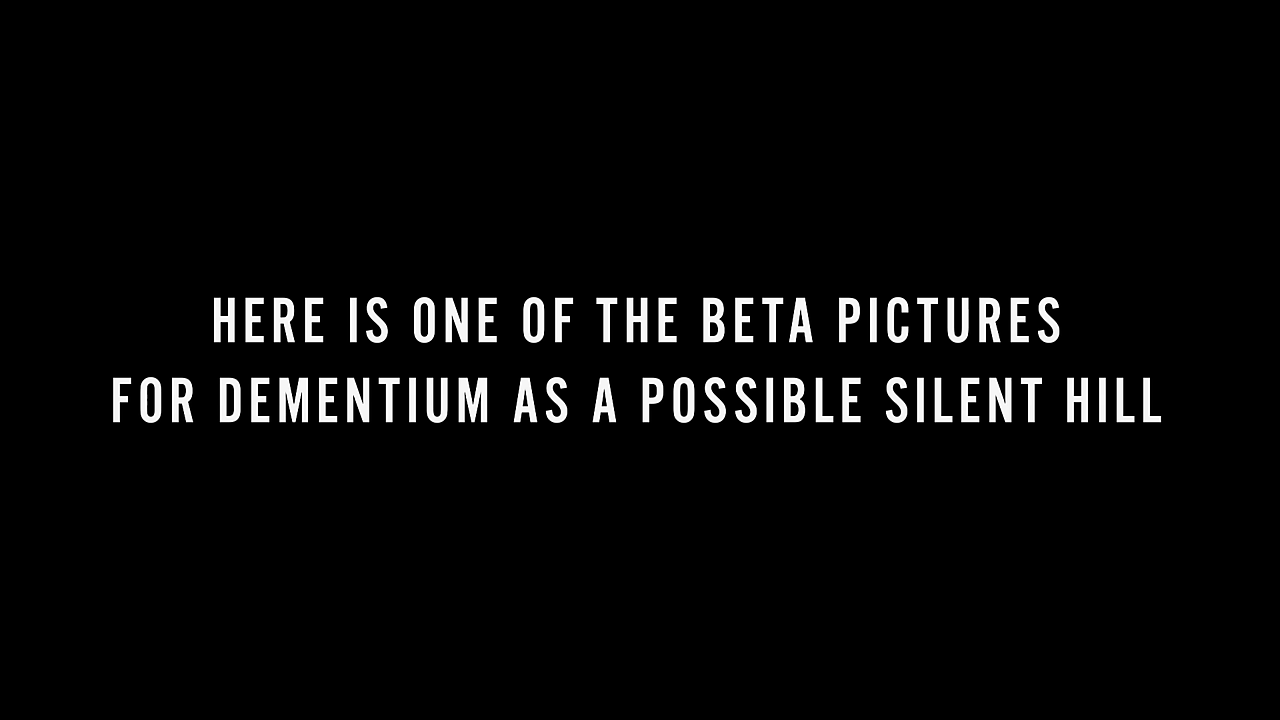 HERE IS ONE OF THE BETA PICTURES
FOR DEMENTIUM AS A POSSIBLE SILENT HILL